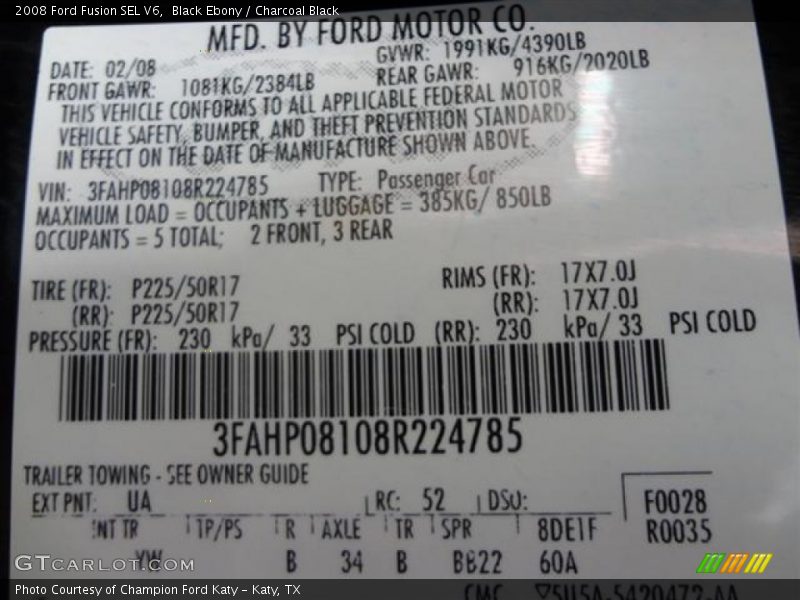 2008 Ford Fusion SEL V6, Black Ebony / Charcoal Black
MFD. BY FORD MOTOR CO.
DATE: 02/08 GVWR: 1991KG/4390LB
FRONT GAWR: 1081KG/2384LB REAR GAWR: 916KG/2020LB
THIS VEHICLE CONFORMS TO ALL APPLICABLE FEDERAL MOTOR
VEHICLE SAFETY, BUMPER, AND THEFT PREVENTION STANDARDS
IN EFFECT ON THE DATE OF MANUFACTURE SHOWN ABOVE.
VIN: 3FAHP08108R224785 TYPE: Passenger Car
MAXIMUM LOAD = OCCUPANTS + LUGGAGE = 385KG/ 850LB
OCCUPANTS = 5 TOTAL; 2 FRONT, 3 REAR
TIRE (FR): P225/50R17 RIMS (FR): 17X7.0J
(RR): P225/50R17 (RR): 17X7.0J
PRESSURE (FR): 230 kPa/ 33 PSI COLD (RR): 230 kPa/ 33 PSI COLD
3FAHP08108R224785
TRAILER TOWING - SEE OWNER GUIDE
EXT PNT: UA RC: 52 DSO: F0028
INT TR TP/PS R AXLE TR SPR 8DE1F R0035
YW B 34 B BB22 60A
GTCARLOT.COM
Photo Courtesy of Champion Ford Katy – Katy, TX